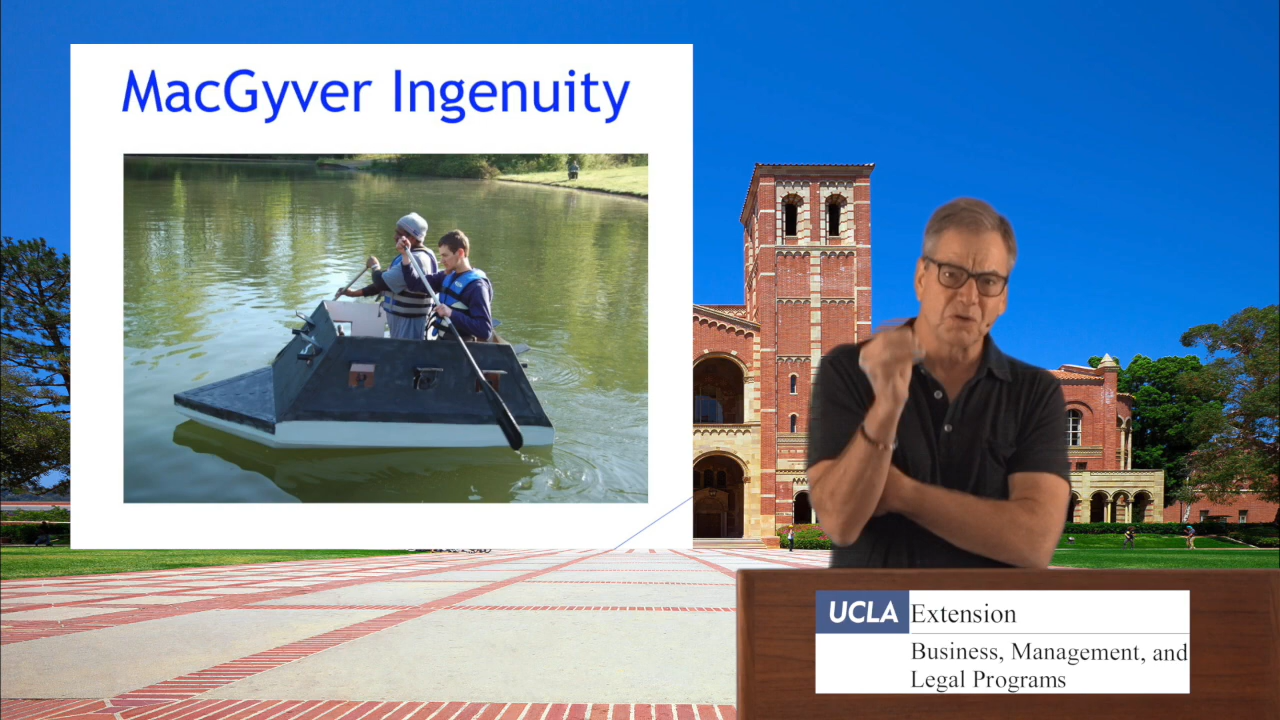 MacGyver Ingenuity
UCLA Extension
Business, Management, and
Legal Programs